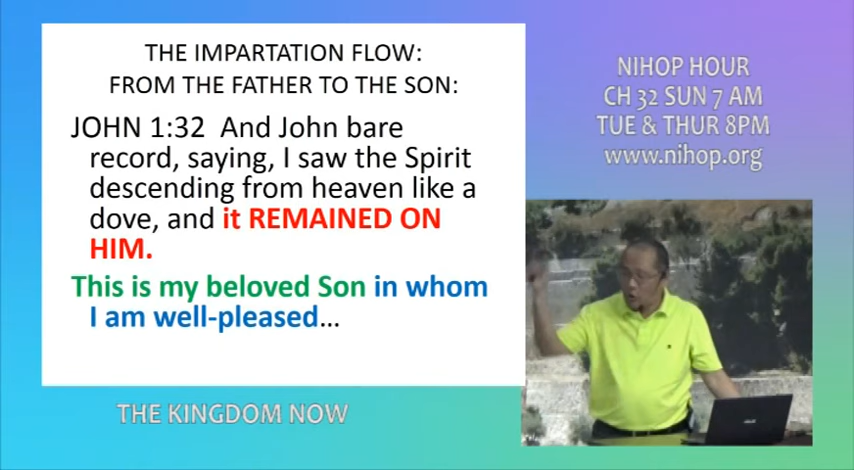 THE IMPARTATION FLOW:
FROM THE FATHER TO THE SON:
JOHN 1:32 And John bare
record, saying, I saw the Spirit
descending from heaven like a
dove, and it REMAINED ON
HIM.
This is my beloved Son in whom
I am well-pleased...
NIHOP HOUR
CH 32 SUN 7 AM
TUE & THUR 8PM
www.nihop.org
THE KINGDOM NOW